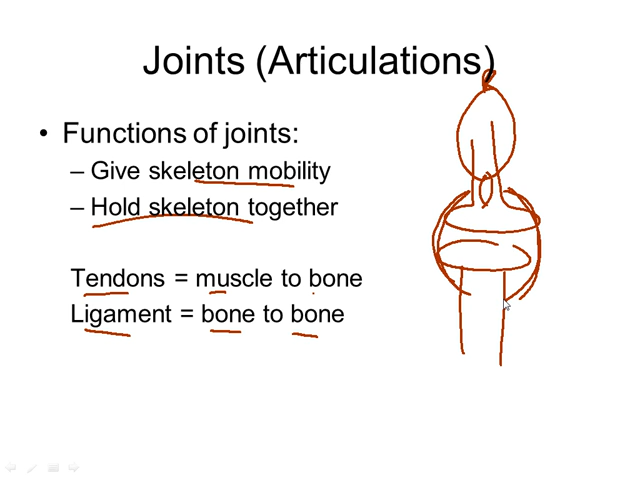 Joints (Articulations)
• Functions of joints:
– Give skeleton mobility
– Hold skeleton together
Tendons = muscle to bone
Ligament = bone to bone